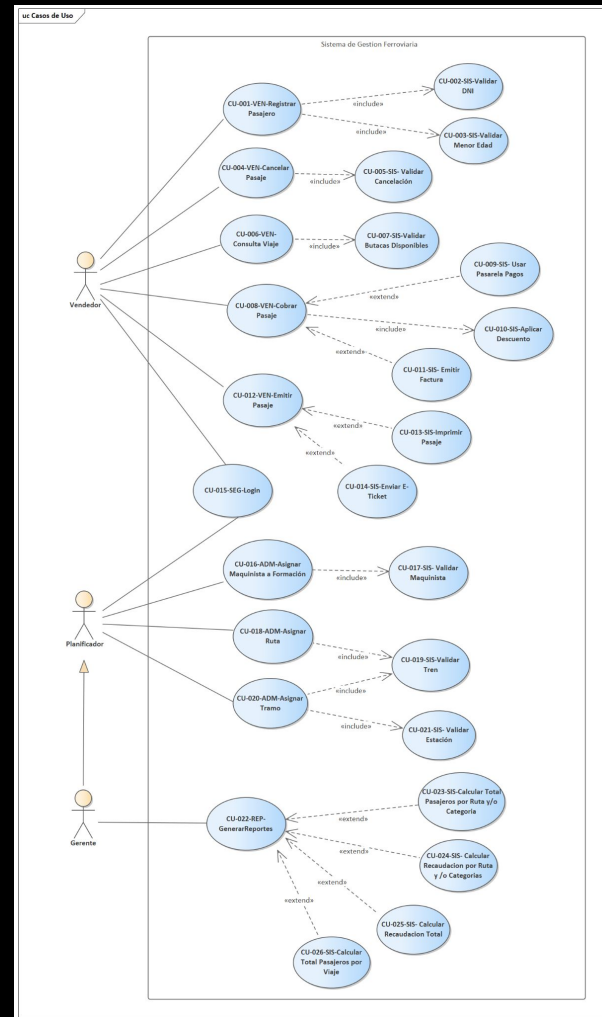 uc Casos de Uso
Sistema de Gestion Ferroviaria
CU-001-VEN-Registrar
Pasajero
«include»
CU-002-SIS-Validar
DNI
«include»
CU-003-SIS-Validar
Menor Edad
CU-004-VEN-Cancelar
Pasaje
«include»
CU-005-SIS- Validar
Cancelación
CU-006-VEN-
Consulta Viaje
«include»
CU-007-SIS-Validar
Butacas Disponibles
Vendedor
CU-008-VEN-Cobrar
Pasaje
«extend»
CU-009-SIS- Usar
Pasarela Pagos
«include»
CU-010-SIS-Aplicar
Descuento
«extend»
CU-011-SIS- Emitir
Factura
CU-012-VEN-Emitir
Pasaje
«extend»
CU-013-SIS-Imprimir
Pasaje
«extend»
CU-014-SIS-Enviar E-
Ticket
CU-015-SEG-Login
CU-016-ADM-Asignar
Maquinista a Formación
«include»
CU-017-SIS- Validar
Maquinista
Planificador
CU-018-ADM-Asignar
Ruta
«include»
CU-019-SIS-Validar
Tren
CU-020-ADM-Asignar
Tramo
«include»
«include»
CU-021-SIS- Validar
Estación
Gerente
CU-022-REP-
GenerarReportes
«extend»
CU-023-SIS-Calcular Total
Pasajeros por Ruta y/o
Categoria
«extend»
CU-024-SIS- Calcular
Recaudacion por Ruta
y /o Categorias
«extend»
CU-025-SIS- Calcular
Recaudacion Total
«extend»
CU-026-SIS-Calcular
Total Pasajeros por
Viaje